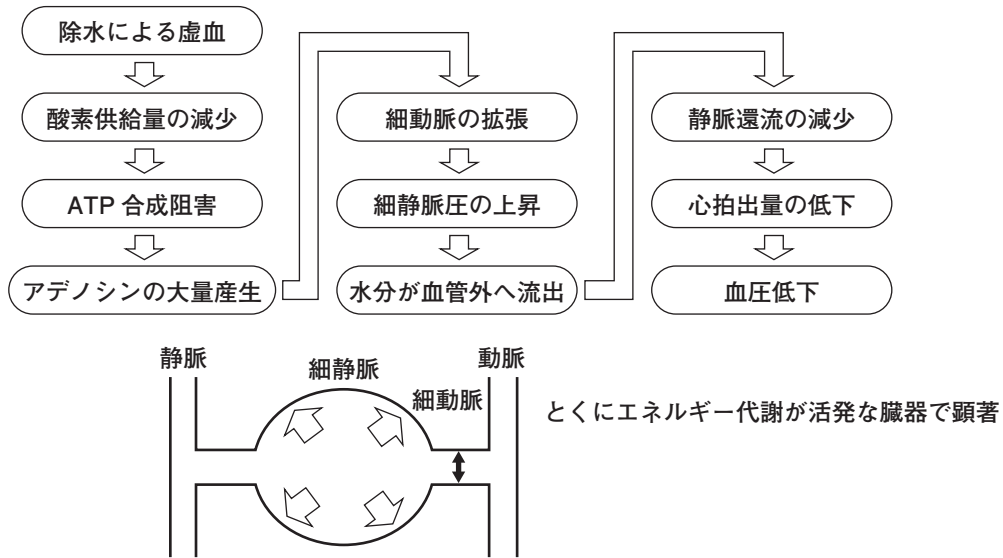 除水による虚血
酸素供給量の減少
ATP 合成阻害
アデノシンの大量産生
細動脈の拡張
細静脈圧の上昇
水分が血管外へ流出
静脈還流の減少
心拍出量の低下
血圧低下
静脈
細静脈
細動脈
動脈
とくにエネルギー代謝が活発な臓器で顕著